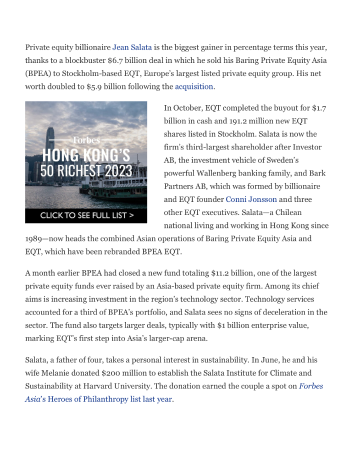 Private equity billionaire Jean Salata is the biggest gainer in percentage terms this year,
thanks to a blockbuster $6.7 billion deal in which he sold his Baring Private Equity Asia
(BPEA) to Stockholm-based EQT, Europe's largest listed private equity group. His net
worth doubled to $5.9 billion following the acquisition.
Forbes
HONG KONG'S
50 RICHEST 2023
CLICK TO SEE FULL LIST >
In October, EQT completed the buyout for $1.7
billion in cash and 191.2 million new EQT
shares listed in Stockholm. Salata is now the
firm's third-largest shareholder after Investor
AB, the investment vehicle of Sweden's
powerful Wallenberg banking family, and Bark
Partners AB, which was formed by billionaire
and EQT founder Conni Jonsson and three
other EQT executives. Salata—a Chilean
national living and working in Hong Kong since
1989—now heads the combined Asian operations of Baring Private Equity Asia and
EQT, which have been rebranded BPEA EQT.
A month earlier BPEA had closed a new fund totaling $11.2 billion, one of the largest
private equity funds ever raised by an Asia-based private equity firm. Among its chief
aims is increasing investment in the region's technology sector. Technology services
accounted for a third of BPEA's portfolio, and Salata sees no signs of deceleration in the
sector. The fund also targets larger deals, typically with $1 billion enterprise value,
marking EQT's first step into Asia's larger-cap arena.
Salata, a father of four, takes a personal interest in sustainability. In June, he and his
wife Melanie donated $200 million to establish the Salata Institute for Climate and
Sustainability at Harvard University. The donation earned the couple a spot on Forbes
Asia's Heroes of Philanthropy list last year.